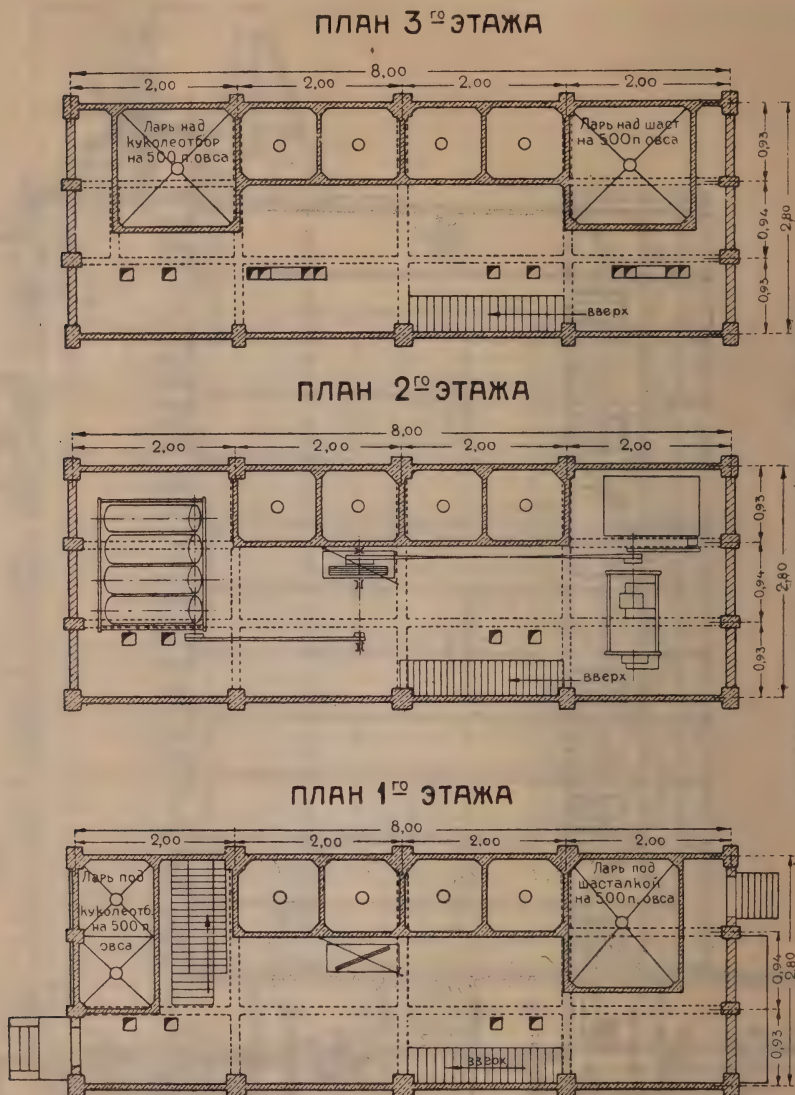 ПЛАН 3го ЭТАЖА
8,00
2,00 2,00 2,00 2,00
Ларь над
куколеотбор
на 500 п. овса
Ларь над шаст
на 500 п овса
0,93
0,94
0,93
2,80
вверх
ПЛАН 2го ЭТАЖА
8,00
2,00 2,00 2,00 2,00
0,93
0,94
0,93
2,80
вверх
ПЛАН 1го ЭТАЖА
8,00
2,00 2,00 2,00 2,00
Ларь под
куколеотб.
на 500 п.
овса
Ларь под
шасталкой
на 500 п. овса
0,94
0,93
2,80
вверх